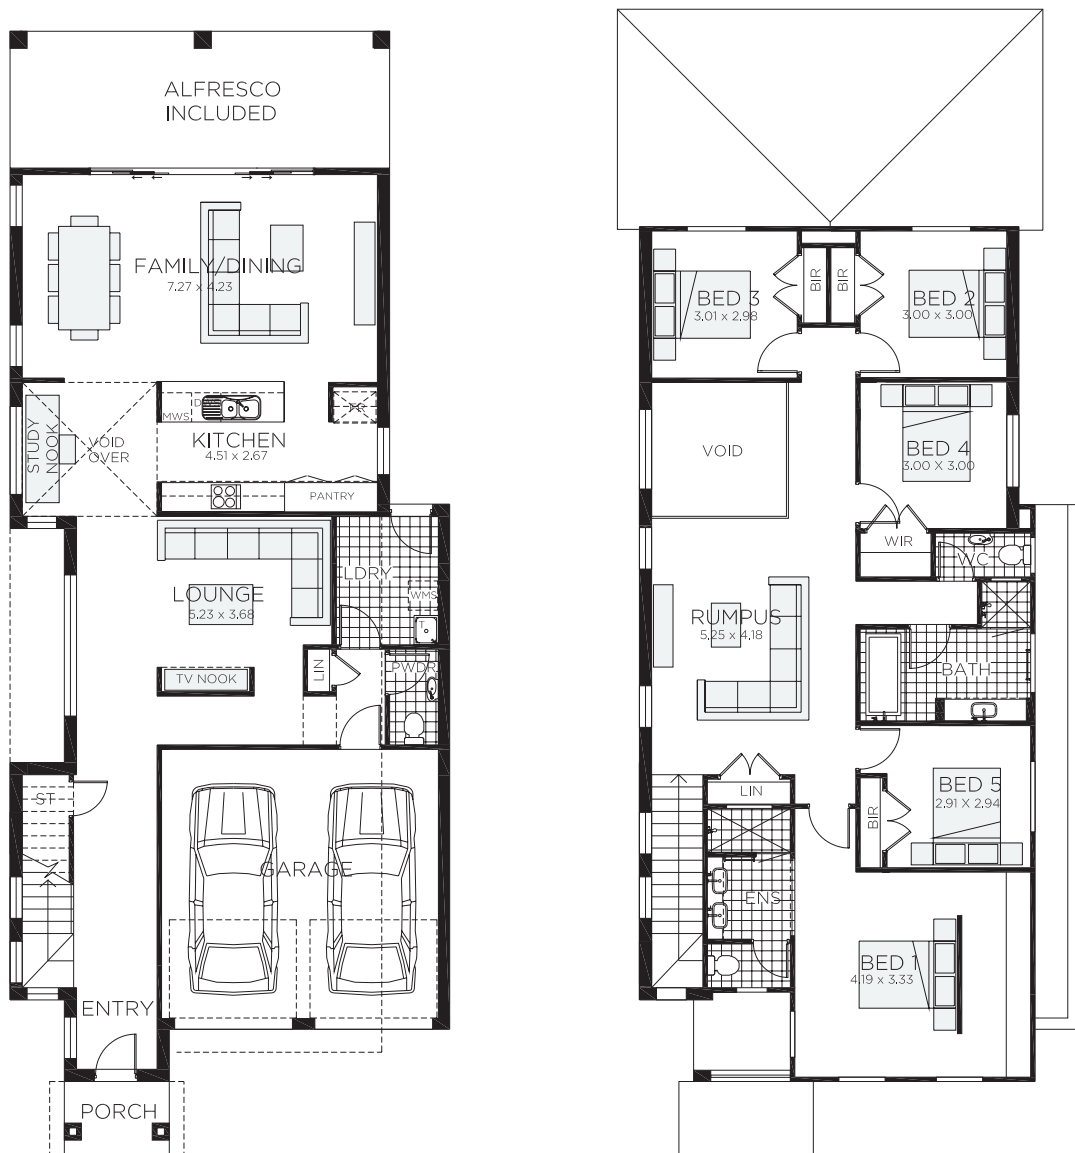 ALFRESCO
INCLUDED
FAMILY/DINING
7.27 x 4.23
STUDY
NOOK
VOID
OVER
MWS
KITCHEN
4.51 x 2.67
PANTRY
LOUNGE
5.23 x 3.68
LDRY
WMS
T
TV NOOK
LIN
PWDR
ST
GARAGE
ENTRY
PORCH
BED 3
3.01 x 2.98
BIR
BIR
BED 2
3.00 x 3.00
VOID
BED 4
3.00 X 3.00
WIR
WC
RUMPUS
5.25 x 4.18
BATH
LIN
BIR
BED 5
2.91 X 2.94
ENS
BED 1
4.19 x 3.33